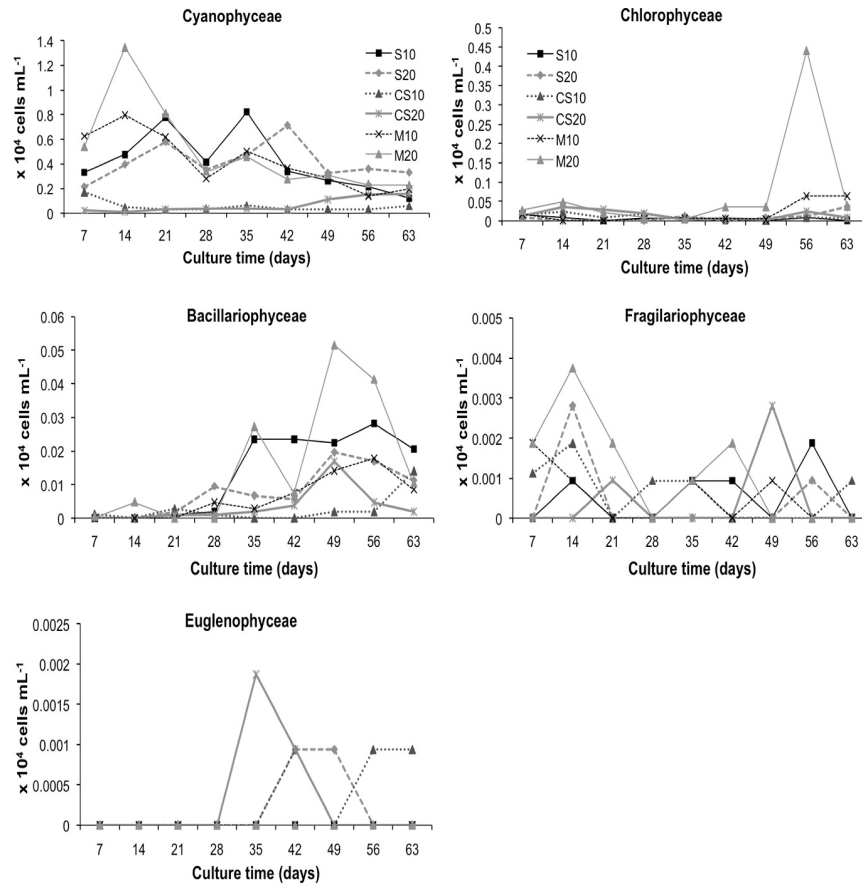 Cyanophyceae
1.4
1.2
1
0.8
0.6
0.4
0.2
0
x 10⁴ cells mL⁻¹
7 14 21 28 35 42 49 56 63
Culture time (days)
S10
S20
CS10
CS20
M10
M20
Chlorophyceae
0.5
0.45
0.4
0.35
0.3
0.25
0.2
0.15
0.1
0.05
0
x 10⁴ cells mL⁻¹
7 14 21 28 35 42 49 56 63
Culture time (days)
S10
S20
CS10
CS20
M10
M20
Bacillariophyceae
0.06
0.05
0.04
0.03
0.02
0.01
0
x 10⁴ cells mL⁻¹
7 14 21 28 35 42 49 56 63
Culture time (days)
Fragilariophyceae
0.005
0.004
0.003
0.002
0.001
0
x 10⁴ cells mL⁻¹
7 14 21 28 35 42 49 56 63
Culture time (days)
Euglenophyceae
0.0025
0.002
0.0015
0.001
0.0005
0
x 10⁴ cells mL⁻¹
7 14 21 28 35 42 49 56 63
Culture time (days)